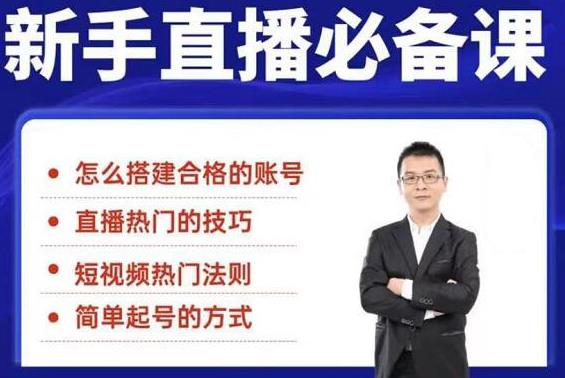 新手直播必备课
怎么搭建合格的账号
直播热门的技巧
短视频热门法则
简单起号的方式